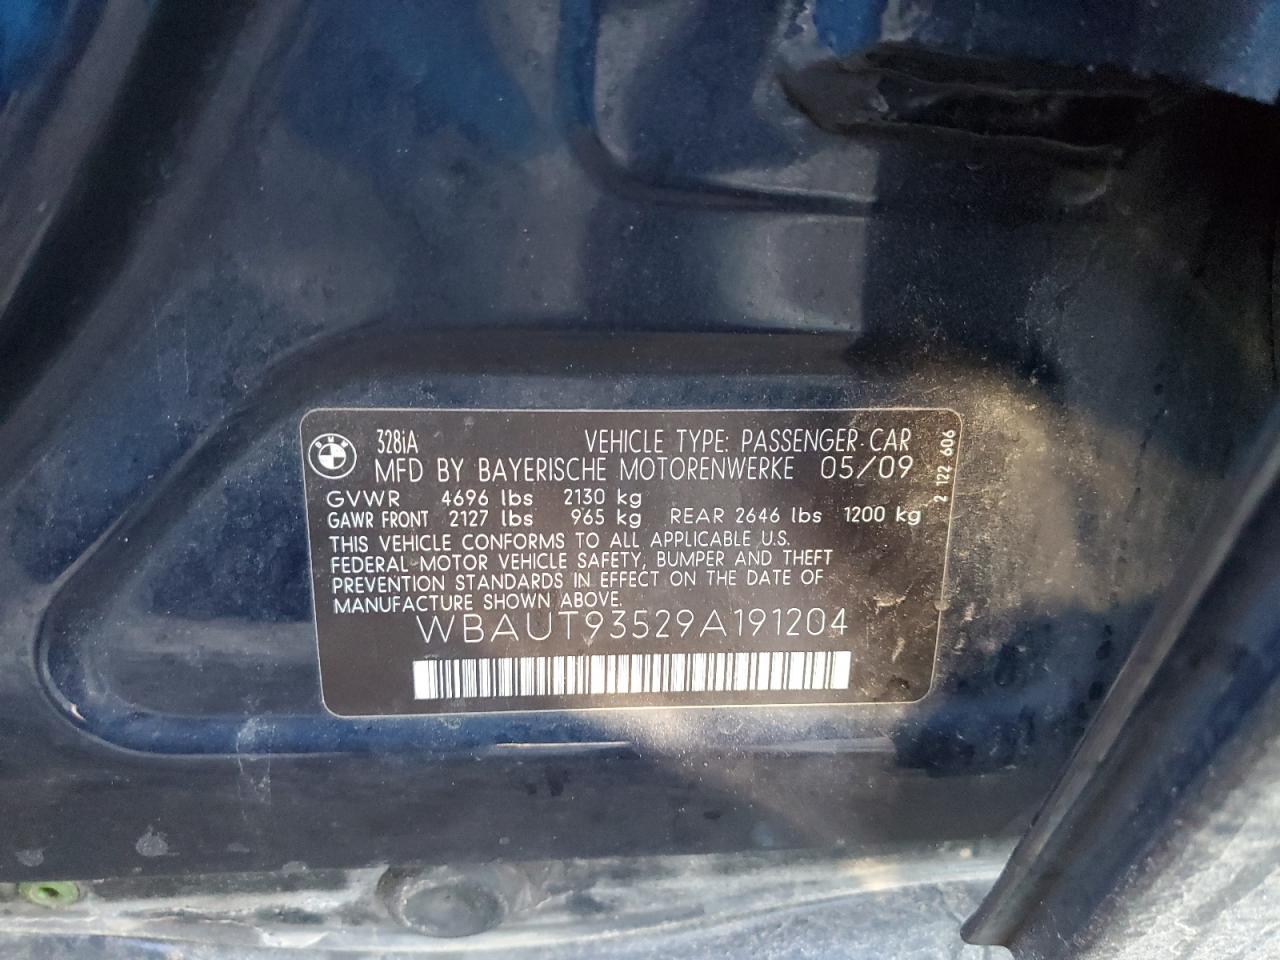 BMW
328iA VEHICLE TYPE: PASSENGER CAR
MFD BY BAYERISCHE MOTORENWERKE 05/09
GVWR 4696 lbs 2130 kg
GAWR FRONT 2127 lbs 965 kg REAR 2646 lbs 1200 kg
THIS VEHICLE CONFORMS TO ALL APPLICABLE U.S.
FEDERAL MOTOR VEHICLE SAFETY, BUMPER AND THEFT
PREVENTION STANDARDS IN EFFECT ON THE DATE OF
MANUFACTURE SHOWN ABOVE.
WBAUT93529A191204
2 122 606